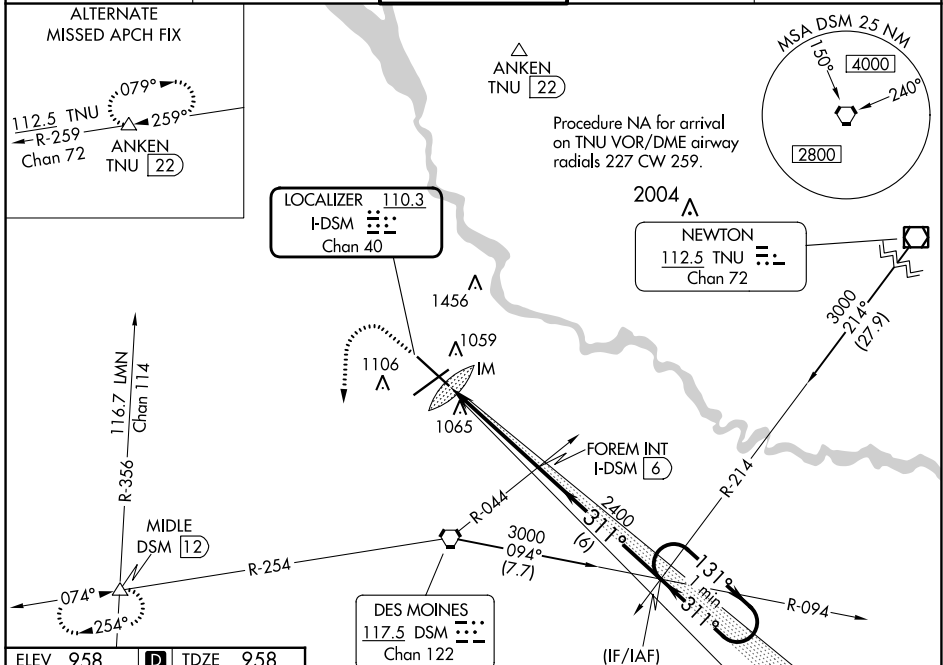 ALTERNATE
MISSED APCH FIX
079°
112.5 TNU
259°
R-259
Chan 72
ANKEN
TNU 22
ANKEN
TNU 22
MSA DSM 25 NM
150°
4000
240°
2800
Procedure NA for arrival
on TNU VOR/DME airway
radials 227 CW 259.
2004
LOCALIZER 110.3
I-DSM
Chan 40
NEWTON
112.5 TNU
Chan 72
1456
3000
214°
(27.9)
1059
IM
1106
1065
116.7 LMN
Chan 114
R-356
FOREM INT
I-DSM 6
R-214
R-044
2400
311°
(6)
MIDLE
DSM 12
R-254
3000
094°
(7.7)
131°
1 min
311°
R-094
074°
254°
DES MOINES
117.5 DSM
Chan 122
(IF/IAF)
ELEV 958 D TDZE 958